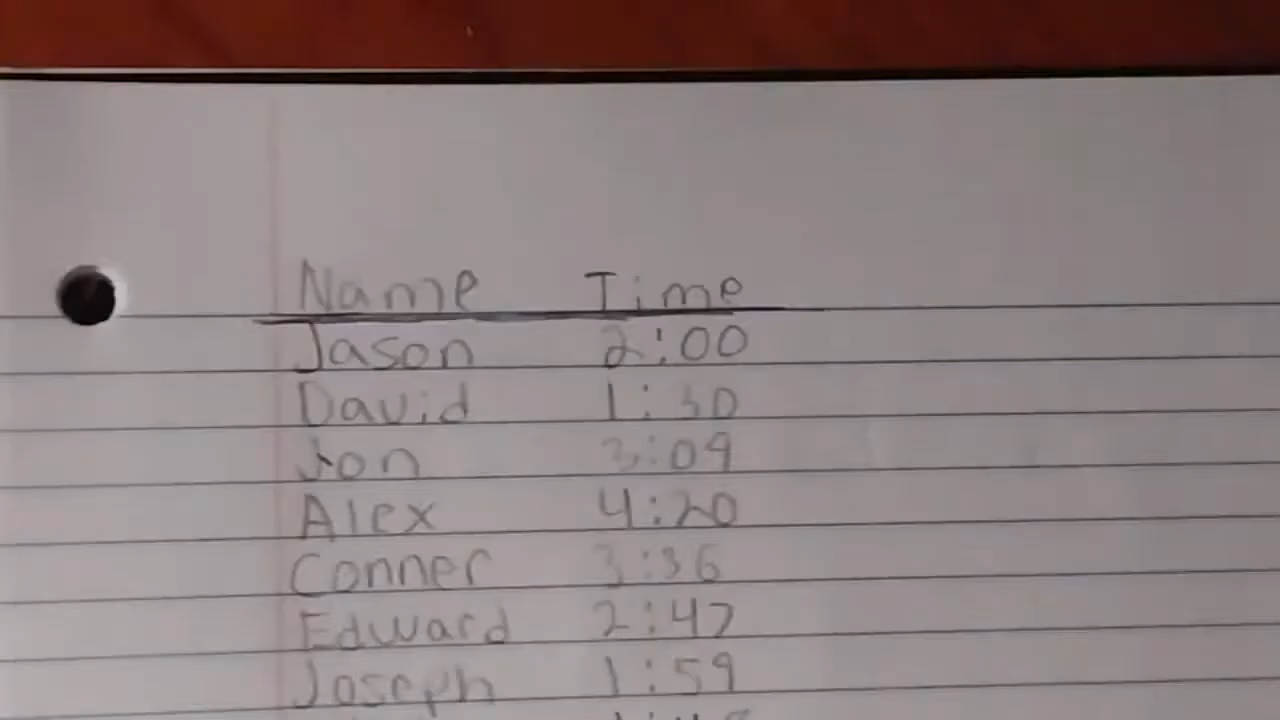 Name Time
Jason 2:00
David 1:30
Jon 3:09
Alex 4:20
Conner 3:36
Edward 2:47
Joseph 1:59